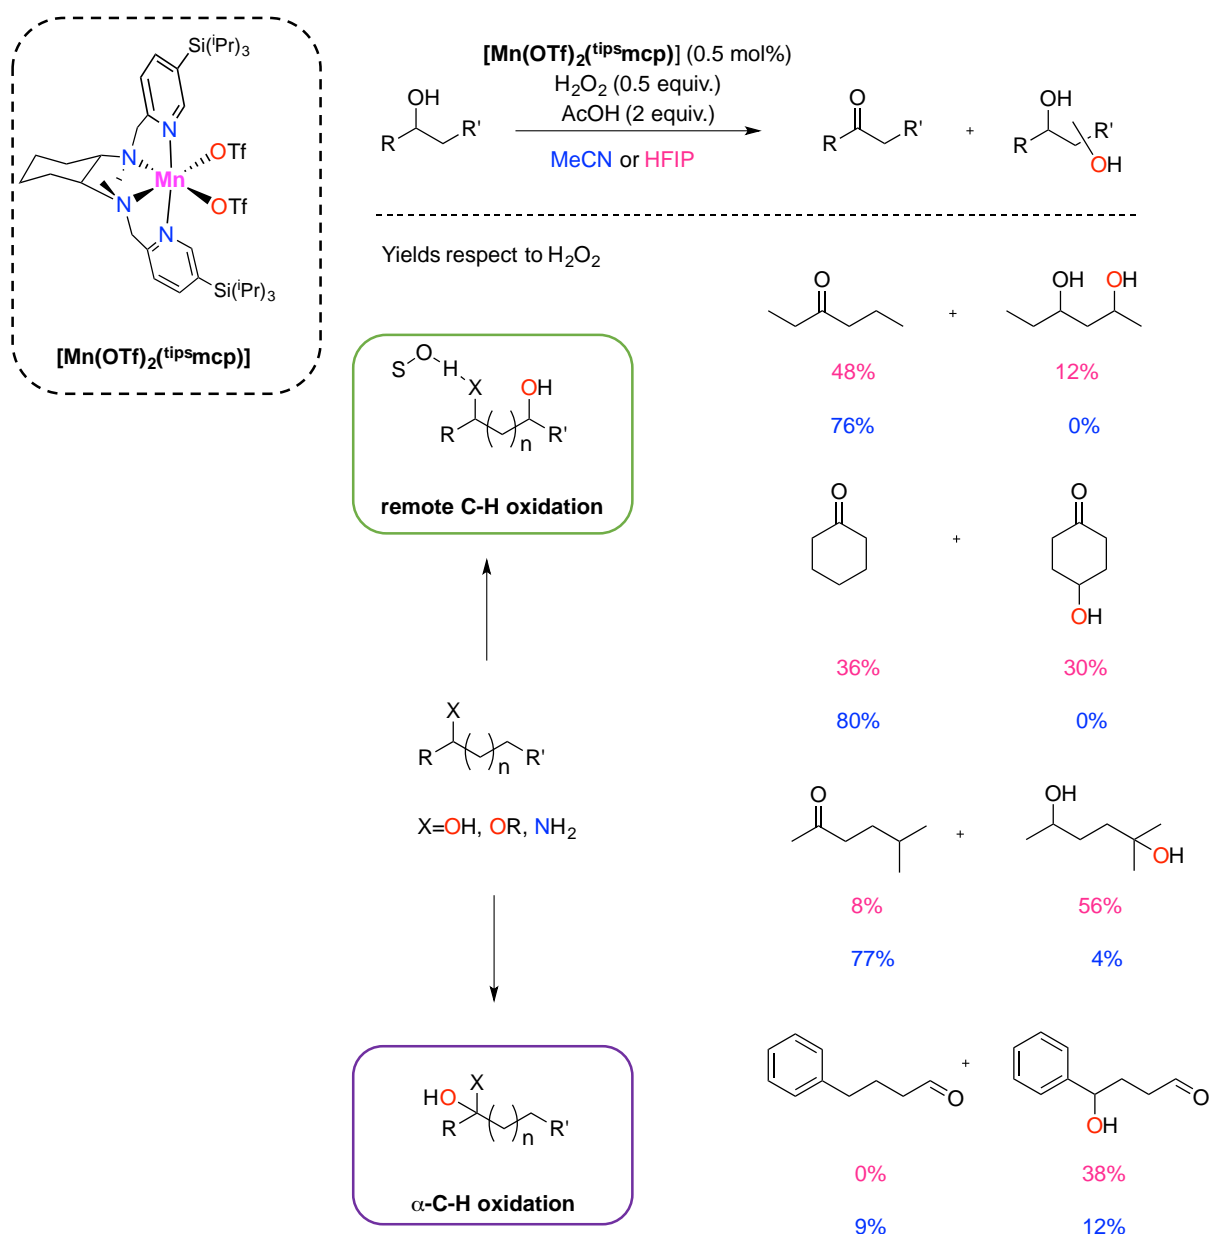 Si(ⁱPr)₃
N
N
N
N
Mn
OTf
OTf
Si(ⁱPr)₃
[Mn(OTf)₂(ᵗⁱᵖˢmcp)]
[Mn(OTf)₂(ᵗⁱᵖˢmcp)] (0.5 mol%)
H₂O₂ (0.5 equiv.)
AcOH (2 equiv.)
MeCN or HFIP
OH
R R'
O
R R'
+
OH
R R'
OH
Yields respect to H₂O₂
O
+
OH OH
48% 12%
76% 0%
S O H
X OH
R ( )n R'
remote C-H oxidation
O
+
O
OH
36% 30%
80% 0%
X
R ( )n R'
X=OH, OR, NH₂
O
+
OH
OH
8% 56%
77% 4%
HO X
R ( )n R'
α-C-H oxidation
O
+
OH
O
0% 38%
9% 12%